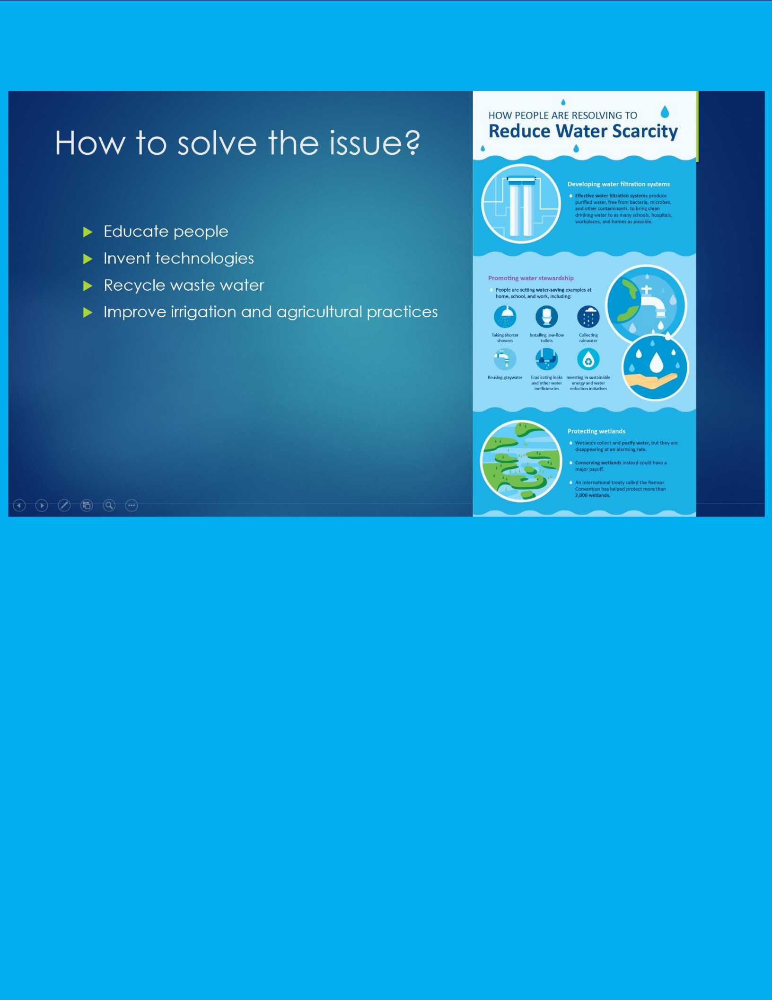 How to solve the issue?
Educate people
Invent technologies
Recycle waste water
Improve irrigation and agricultural practices
HOW PEOPLE ARE RESOLVING TO
Reduce Water Scarcity
Developing water filtration systems
Effective water filtration systems produce
purified water, free from bacteria, microbes,
and other contaminants, to bring clean
drinking water to as many schools, hospitals,
workplaces, and homes as possible.
Promoting water stewardship
People are setting water-saving examples at
home, school, and work, including:
Taking shorter
showers
Installing low-flow
toilets
Collecting
rainwater
Reusing graywater
Eradicating leaks
and other water
inefficiencies
Investing in sustainable
energy and water
reduction initiatives
Protecting wetlands
Wetlands collect and purify water, but they are
disappearing at an alarming rate.
Conserving wetlands instead could have a
major payoff.
An international treaty called the Ramsar
Convention has helped protect more than
2,000 wetlands.